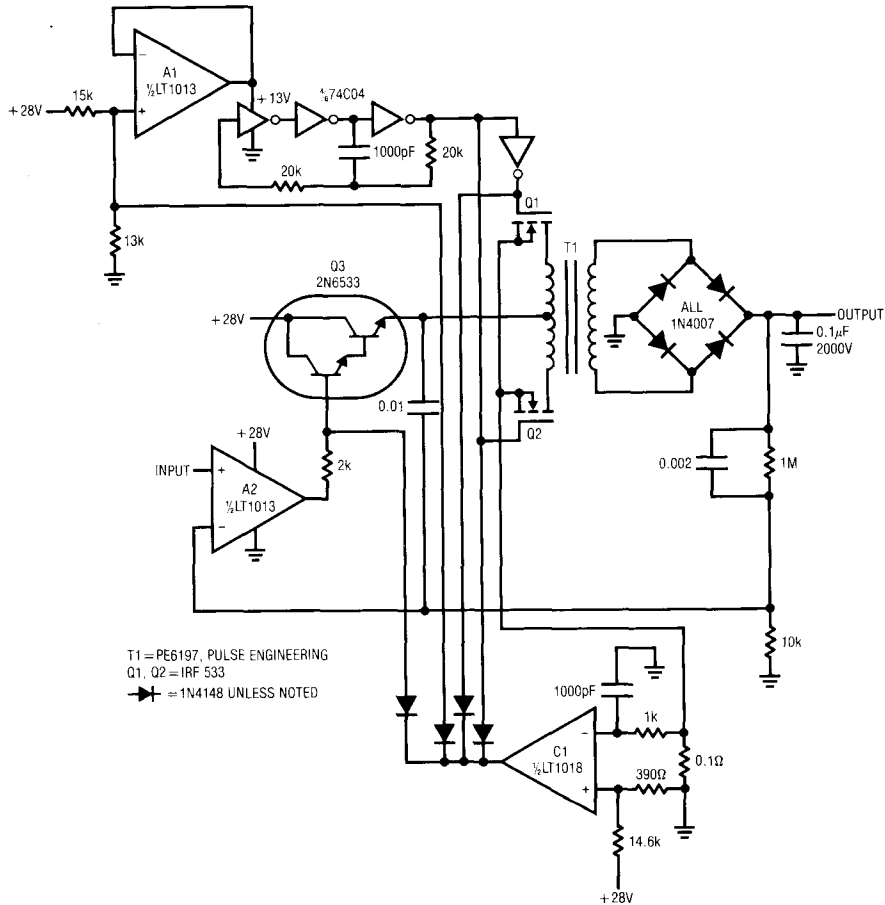 A1
½LT1013
−
+
+28V
15k
13k
+13V
⅙74C04
1000pF
20k
20k
Q1
T1
Q3
2N6533
+28V
ALL
1N4007
OUTPUT
0.1µF
2000V
0.01
Q2
+28V
INPUT
+
A2
½LT1013
−
2k
0.002
1M
10k
T1=PE6197, PULSE ENGINEERING
Q1, Q2=IRF 533
=1N4148 UNLESS NOTED
1000pF
−
1k
C1
½LT1018
+
390Ω
0.1Ω
14.6k
+28V